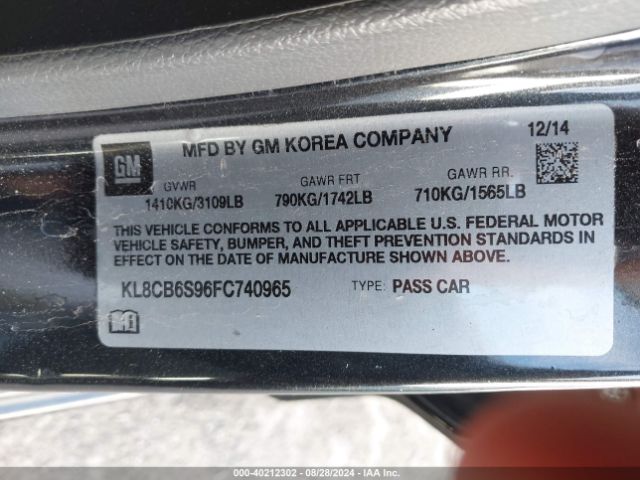 GM
MFD BY GM KOREA COMPANY
12/14
GVWR
GAWR FRT
GAWR RR.
1410KG/3109LB
790KG/1742LB
710KG/1565LB
THIS VEHICLE CONFORMS TO ALL APPLICABLE U.S. FEDERAL MOTOR
VEHICLE SAFETY, BUMPER, AND THEFT PREVENTION STANDARDS IN
EFFECT ON THE DATE OF MANUFACTURE SHOWN ABOVE.
KL8CB6S96FC740965
TYPE: PASS CAR
000-40212302 - 08/28/2024 - IAA Inc.